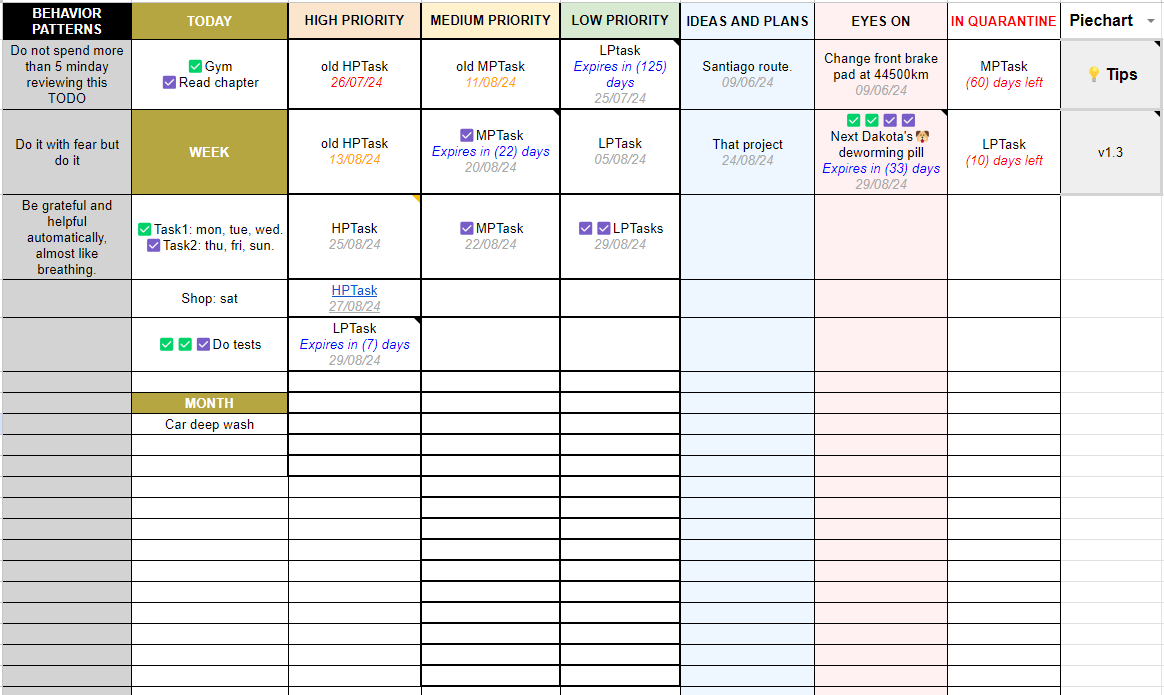 BEHAVIOR
PATTERNS
TODAY
HIGH PRIORITY
MEDIUM PRIORITY
LOW PRIORITY
IDEAS AND PLANS
EYES ON
IN QUARANTINE
Piechart
Do not spend more
than 5 minday
reviewing this
TODO
✅ Gym
Read chapter
old HPTask
26/07/24
old MPTask
11/08/24
LPtask
Expires in (125)
days
25/07/24
Santiago route.
09/06/24
Change front brake
pad at 44500km
09/06/24
MPTask
(60) days left
💡 Tips
Do it with fear but
do it
WEEK
old HPTask
13/08/24
MPTask
Expires in (22) days
20/08/24
LPTask
05/08/24
That project
24/08/24
Next Dakota's🐶
deworming pill
Expires in (33) days
29/08/24
LPTask
(10) days left
v1.3
Be grateful and
helpful
automatically,
almost like
breathing.
Task1: mon, tue, wed.
Task2: thu, fri, sun.
HPTask
25/08/24
MPTask
22/08/24
LPTasks
29/08/24
Shop: sat
HPTask
27/08/24
Do tests
LPTask
Expires in (7) days
29/08/24
MONTH
Car deep wash